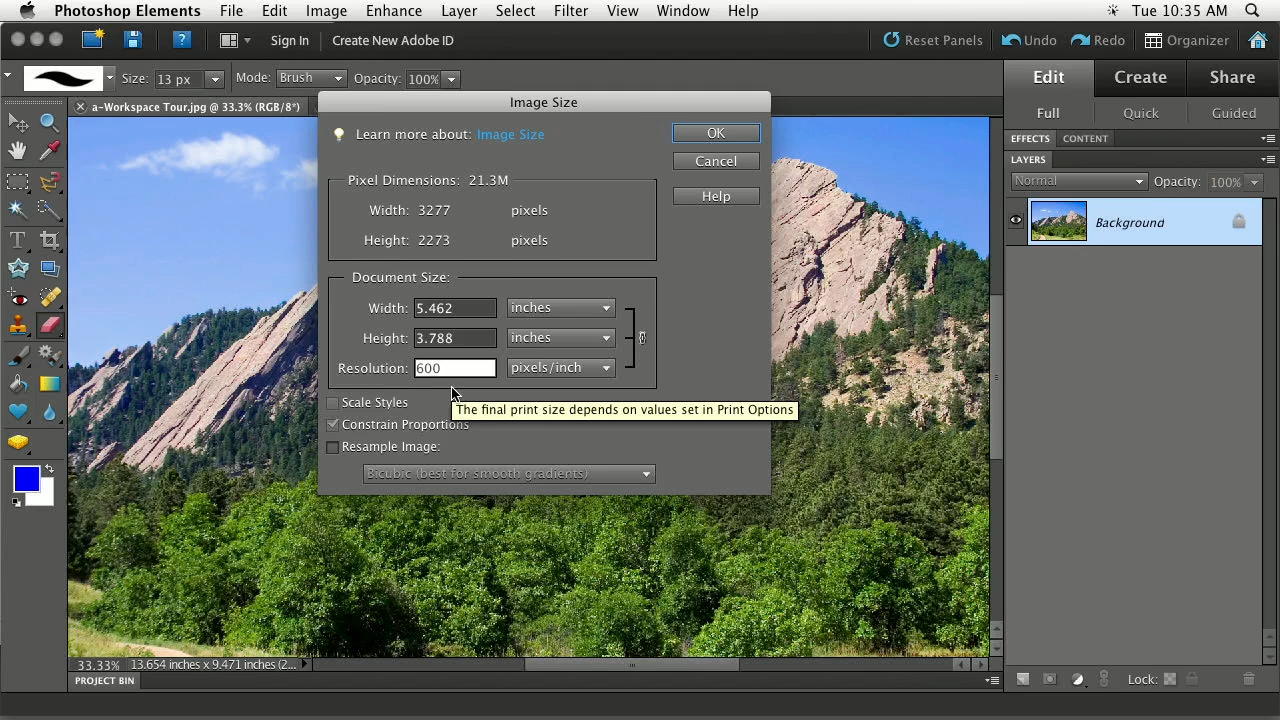 Photoshop Elements File Edit Image Enhance Layer Select Filter View Window Help Tue 10:35 AM
Sign In Create New Adobe ID Reset Panels Undo Redo Organizer
Size: 13 px Mode: Brush Opacity: 100% Edit Create Share
a-Workspace Tour.jpg @ 33.3% (RGB/8*) Image Size Full Quick Guided
Learn more about: Image Size OK EFFECTS CONTENT
Cancel LAYERS
Pixel Dimensions: 21.3M Normal Opacity: 100%
Help
Width: 3277 pixels Background
Height: 2273 pixels
Document Size:
Width: 5.462 inches
Height: 3.788 inches
Resolution: 600 pixels/inch
Scale Styles
The final print size depends on values set in Print Options
Constrain Proportions
Resample Image:
Bicubic (best for smooth gradients)
33.33% 13.654 inches x 9.471 inches (2...
PROJECT BIN Lock: